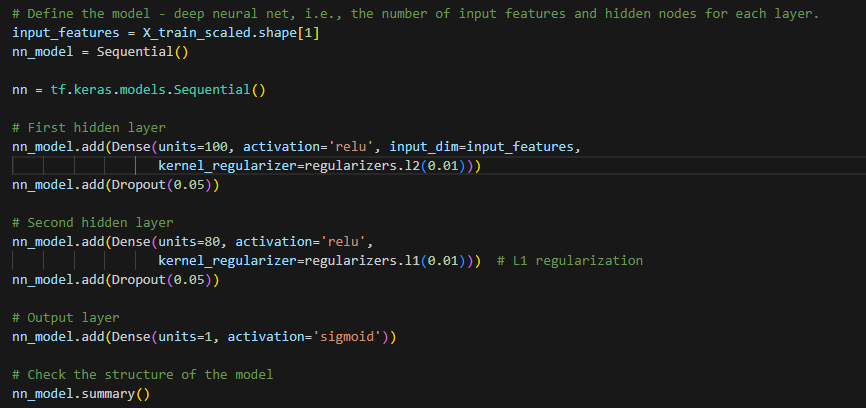 # Define the model - deep neural net, i.e., the number of input features and hidden nodes for each layer.
input_features = X_train_scaled.shape[1]
nn_model = Sequential()
nn = tf.keras.models.Sequential()
# First hidden layer
nn_model.add(Dense(units=100, activation='relu', input_dim=input_features,
kernel_regularizer=regularizers.l2(0.01)))
nn_model.add(Dropout(0.05))
# Second hidden layer
nn_model.add(Dense(units=80, activation='relu',
kernel_regularizer=regularizers.l1(0.01)))  # L1 regularization
nn_model.add(Dropout(0.05))
# Output layer
nn_model.add(Dense(units=1, activation='sigmoid'))
# Check the structure of the model
nn_model.summary()